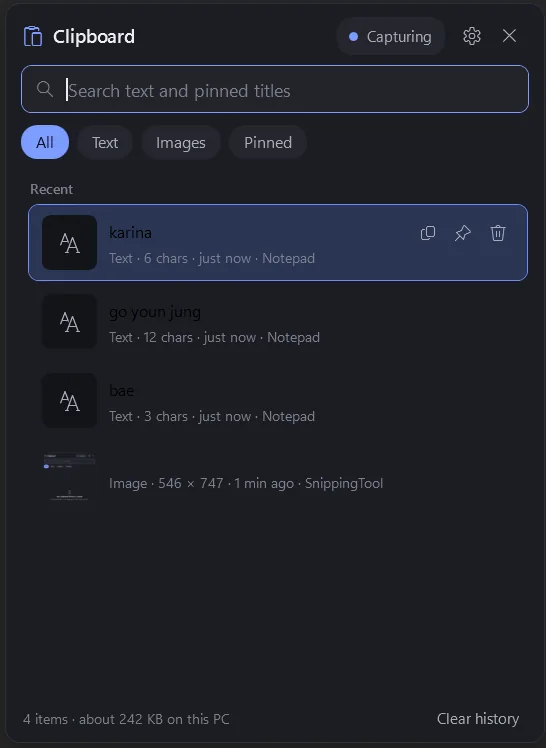 Clipboard
Capturing
Search text and pinned titles
All
Text
Images
Pinned
Recent
karina
Text · 6 chars · just now · Notepad
go youn jung
Text · 12 chars · just now · Notepad
bae
Text · 3 chars · just now · Notepad
Image · 546 × 747 · 1 min ago · SnippingTool
4 items · about 242 KB on this PC
Clear history